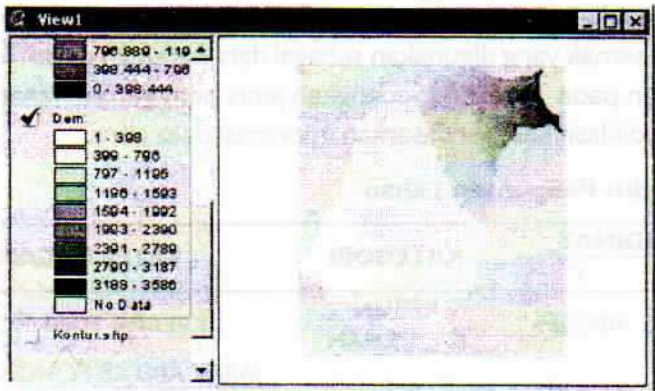 View1
796.889 - 119
398.444 - 796
0 - 398.444
Dem
1 - 398
399 - 796
797 - 1195
1196 - 1593
1594 - 1992
1993 - 2390
2391 - 2789
2790 - 3187
3188 - 3586
No Data
Kontur.shp